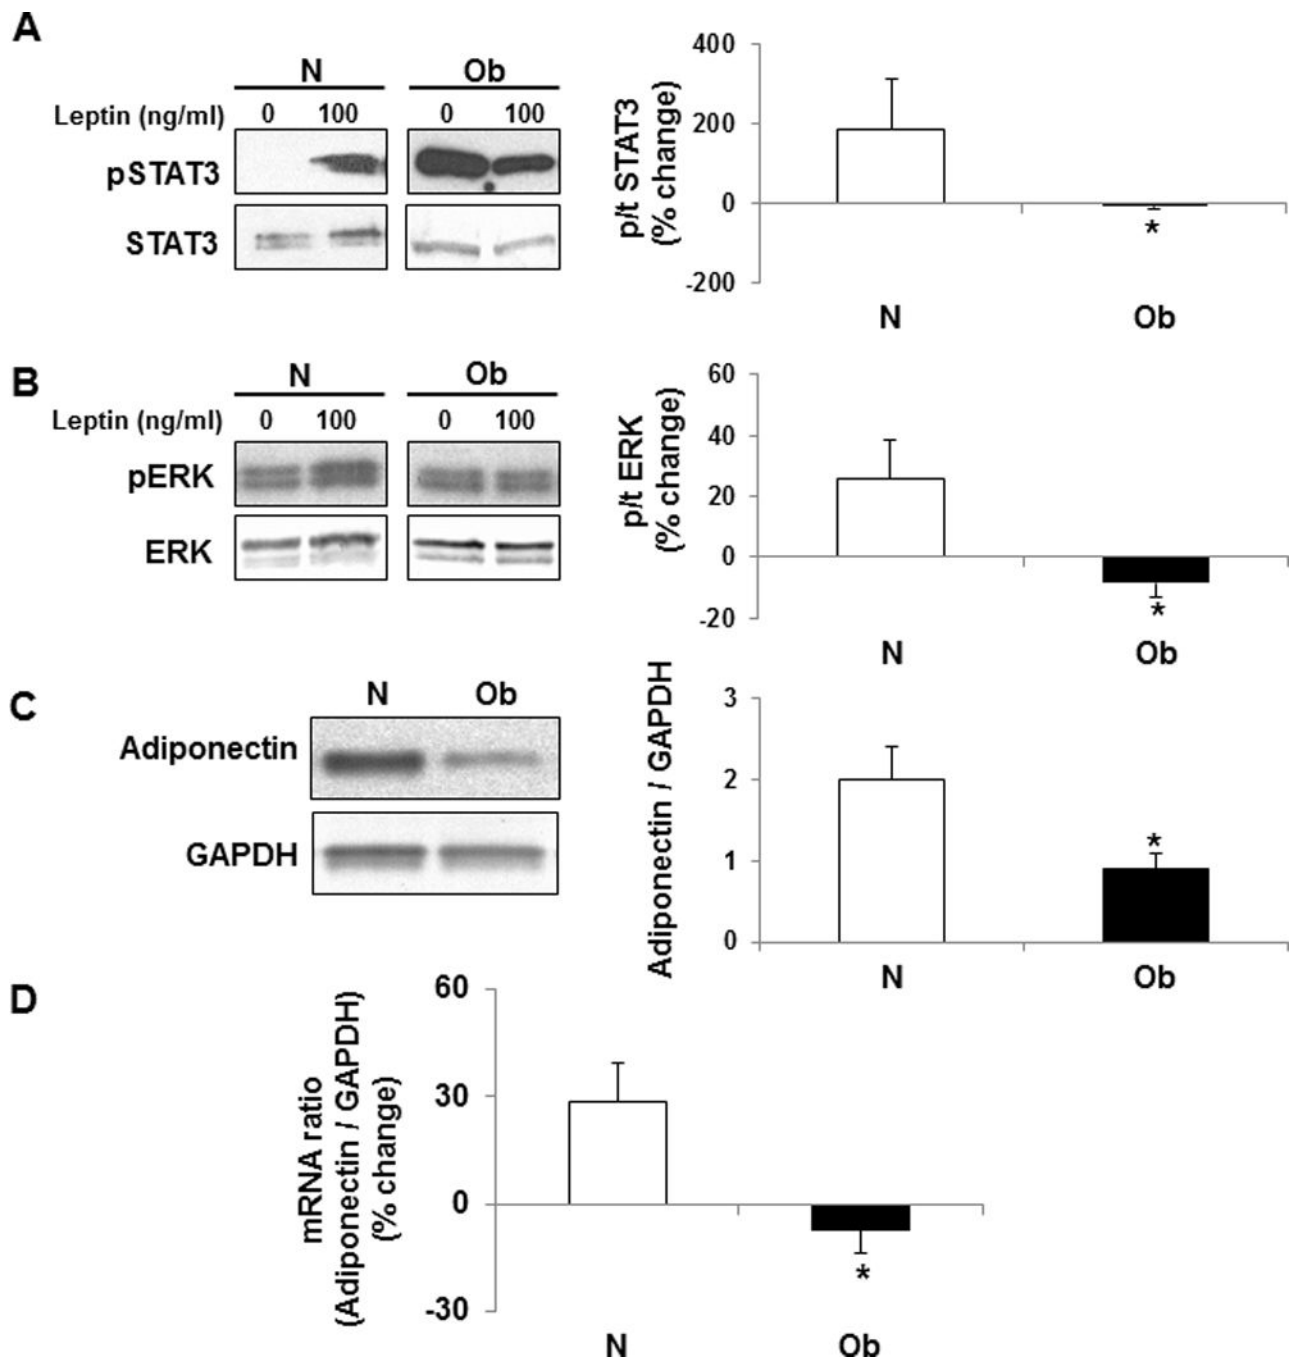 A
N
Ob
Leptin (ng/ml)
0
100
0
100
pSTAT3
STAT3
p/t STAT3
(% change)
400
200
0
-200
*
N
Ob
B
N
Ob
Leptin (ng/ml)
0
100
0
100
pERK
ERK
p/t ERK
(% change)
60
40
20
0
-20
*
N
Ob
C
N
Ob
Adiponectin
GAPDH
Adiponectin / GAPDH
3
2
1
0
*
N
Ob
D
mRNA ratio
(Adiponectin / GAPDH)
(% change)
60
30
0
-30
*
N
Ob